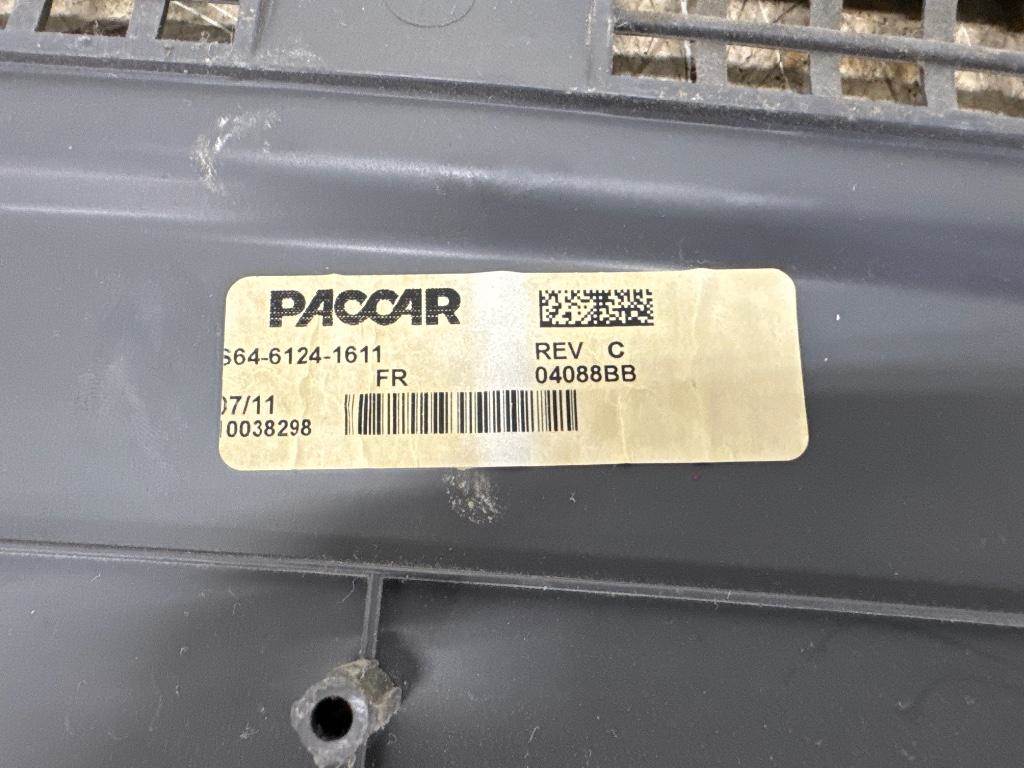 PACCAR
S64-6124-1611 REV C
FR 04088BB
07/11
10038298